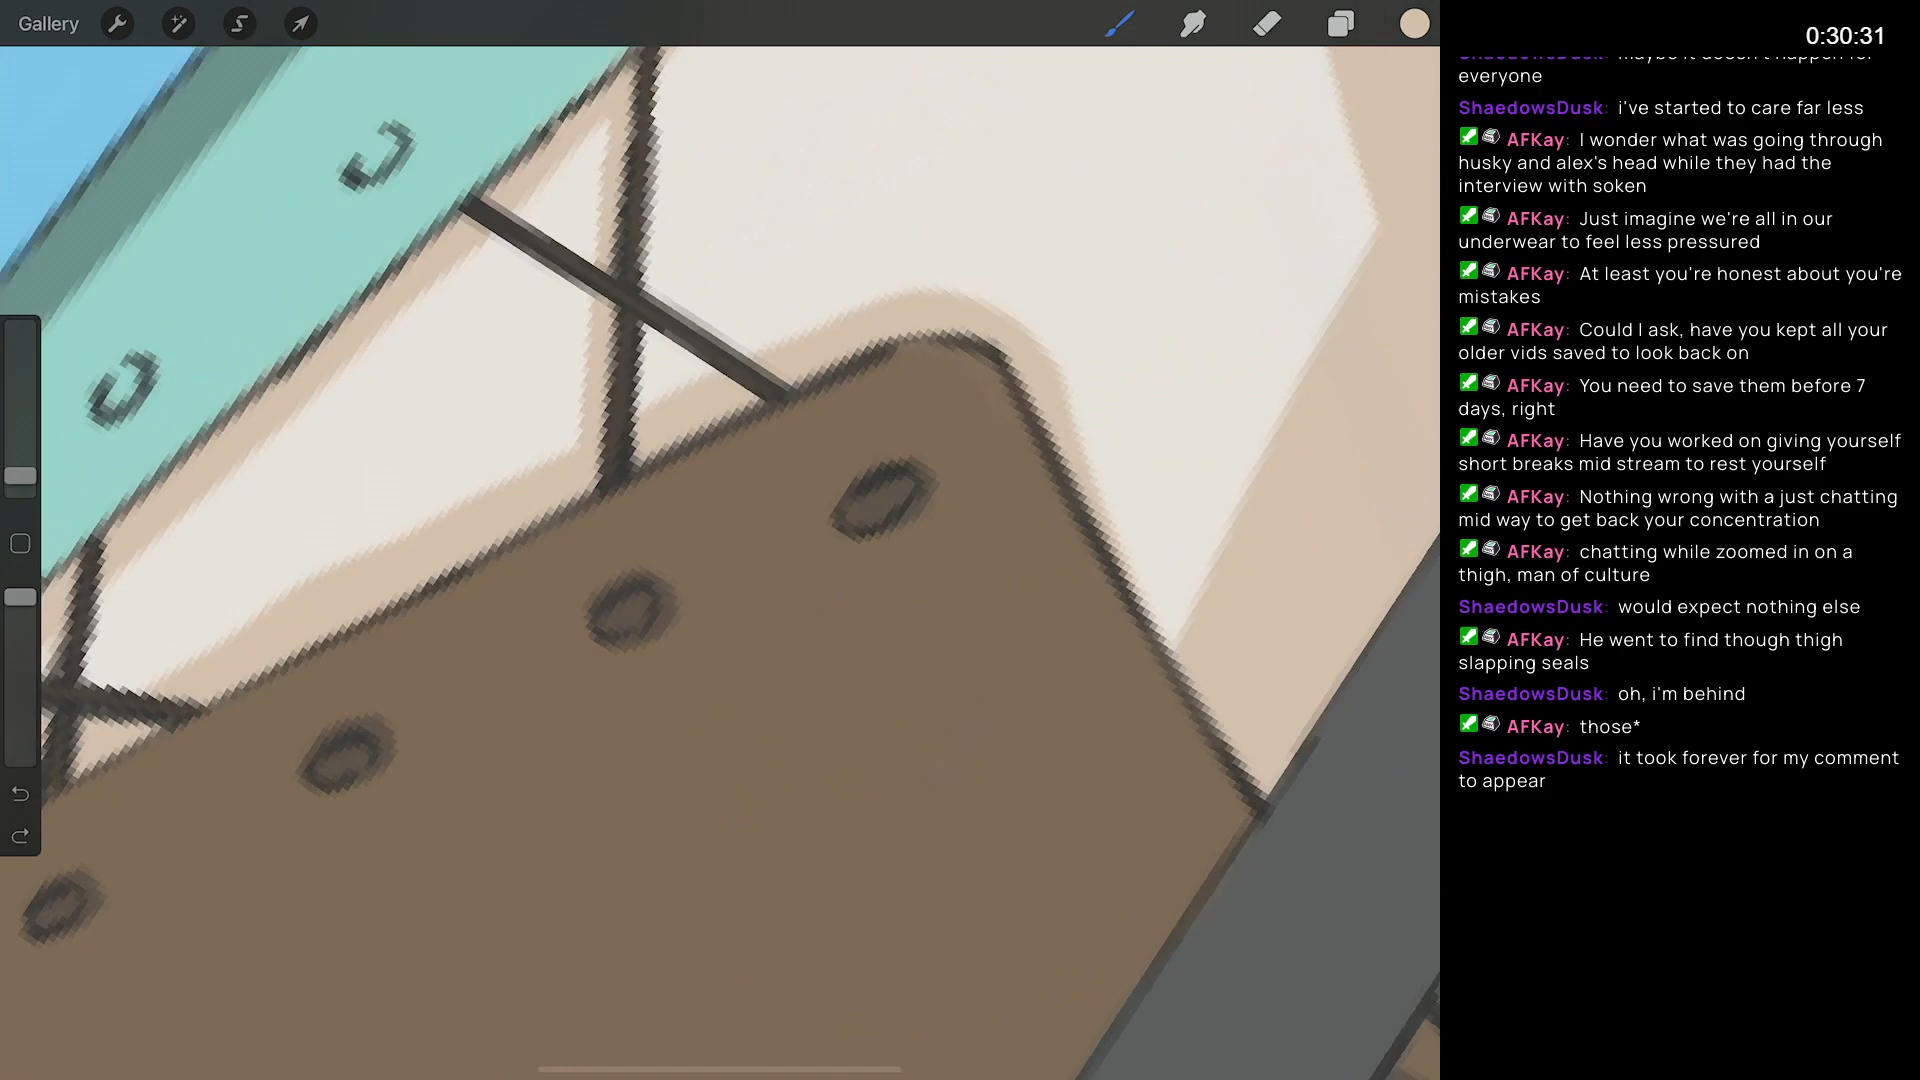 Gallery
0:30:31
everyone
ShaedowsDusk: i've started to care far less
AFKay: I wonder what was going through
husky and alex's head while they had the
interview with soken
AFKay: Just imagine we're all in our
underwear to feel less pressured
AFKay: At least you're honest about you're
mistakes
AFKay: Could I ask, have you kept all your
older vids saved to look back on
AFKay: You need to save them before 7
days, right
AFKay: Have you worked on giving yourself
short breaks mid stream to rest yourself
AFKay: Nothing wrong with a just chatting
mid way to get back your concentration
AFKay: chatting while zoomed in on a
thigh, man of culture
ShaedowsDusk: would expect nothing else
AFKay: He went to find though thigh
slapping seals
ShaedowsDusk: oh, i'm behind
AFKay: those*
ShaedowsDusk: it took forever for my comment
to appear